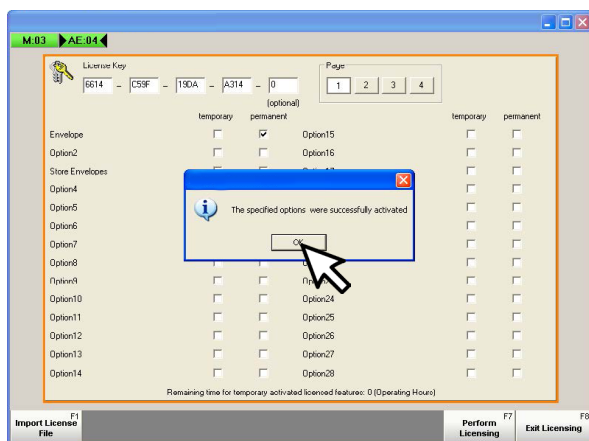 M:03 AE:04
License Key
Page
6614 - C59F - 19DA - A314 - 0
1 2 3 4
(optional)
temporary permanent temporary permanent
Envelope Option15
Option2 Option16
Store Envelopes
Option4
The specified options were successfully activated
Option5
Option6
Option7
OK
Option8
Option9
Option10 Option24
Option11 Option25
Option12 Option26
Option13 Option27
Option14 Option28
Remaining time for temporary activated licenced features: 0 (Operating Hours)
F1 F7 F8
Import License File
Perform Licensing
Exit Licensing